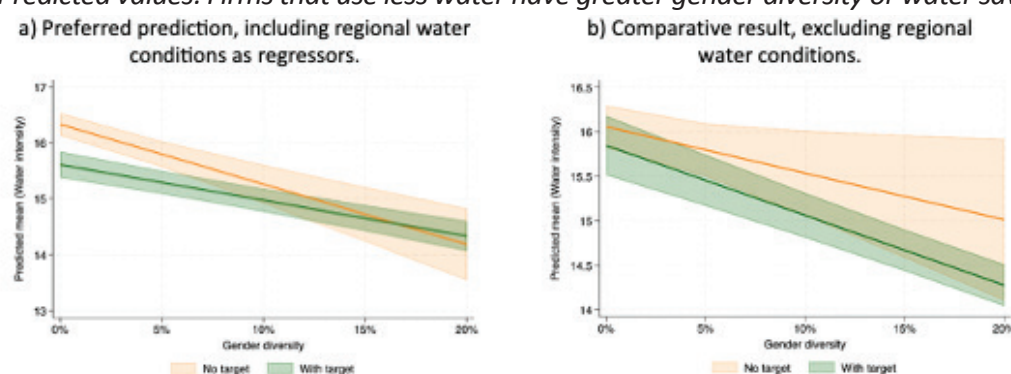 Predicted values: Firms that use less water have greater gender diversity or water
a) Preferred prediction, including regional water
conditions as regressors.
b) Comparative result, excluding regional
water conditions.
Predicted mean (Water intensity)
17
16
15
14
13
0%
5%
10%
15%
20%
Gender diversity
No target
With target
Predicted mean (Water intensity)
16.5
16
15.5
15
14.5
14
0%
5%
10%
15%
20%
Gender diversity
No target
With target